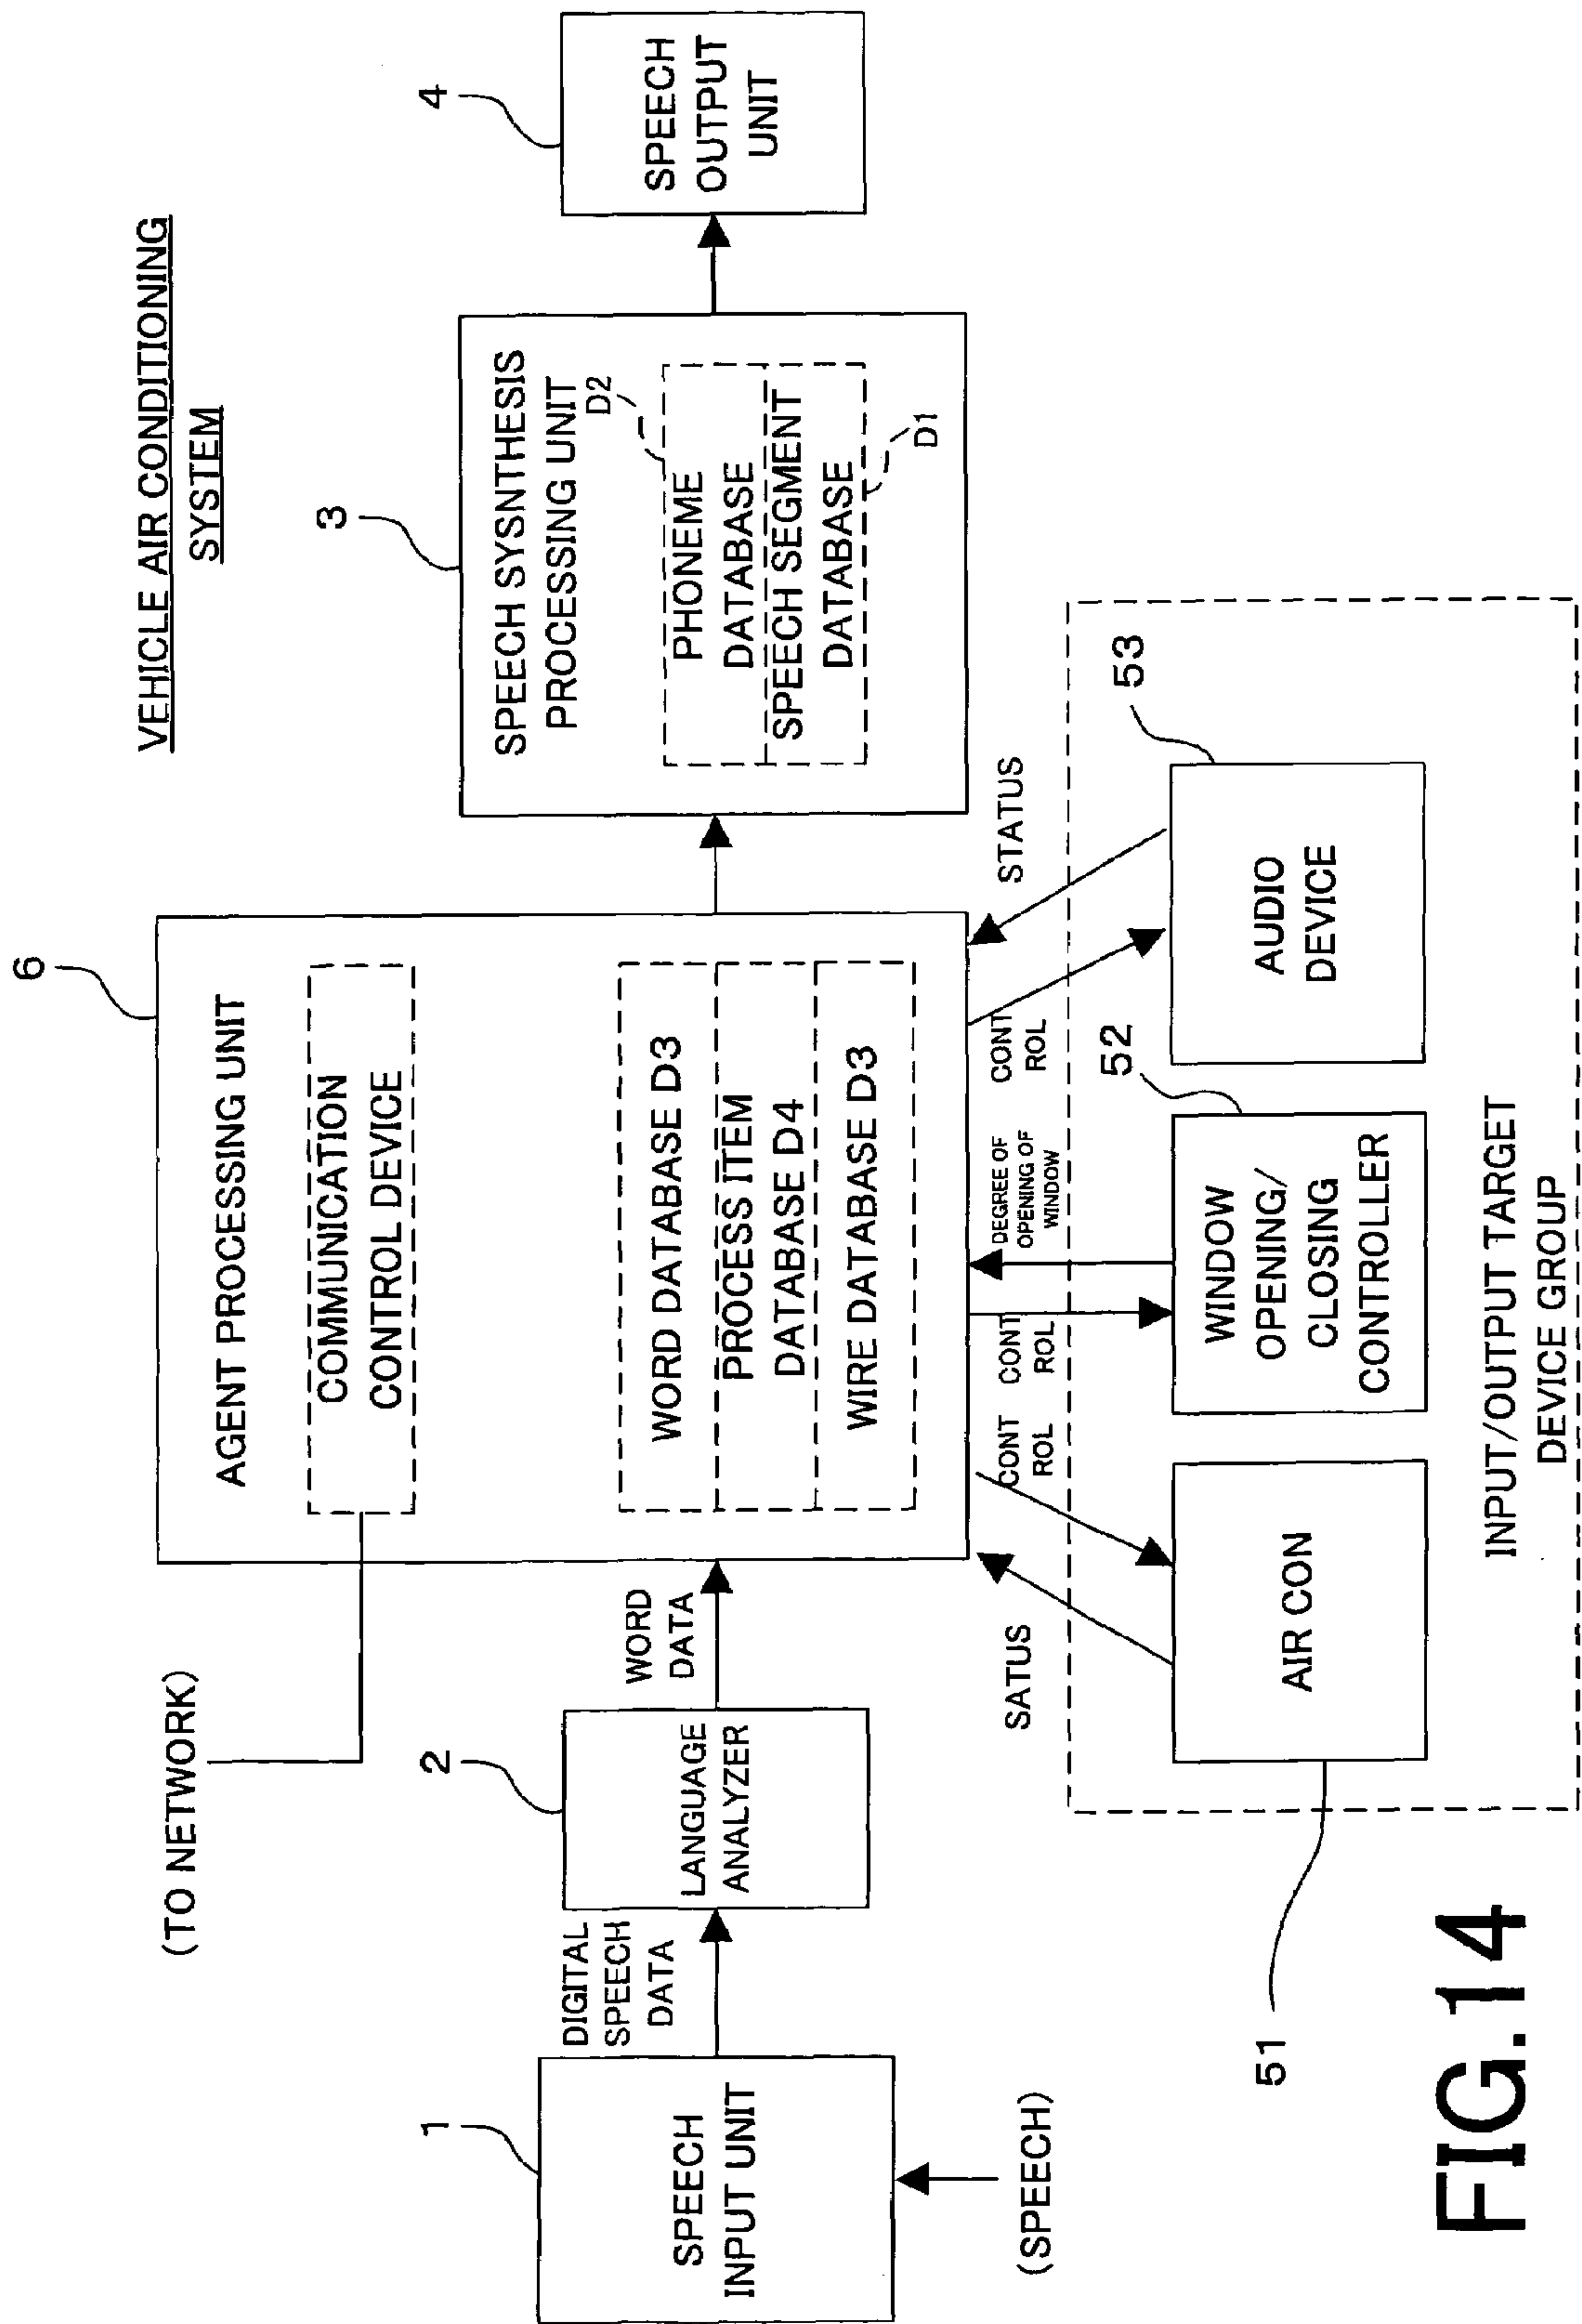 VEHICLE AIR CONDITIONING
SYSTEM
(TO NETWORK)
6
AGENT PROCESSING UNIT
COMMUNICATION
CONTROL DEVICE
WORD DATABASE D3
PROCESS ITEM
DATABASE D4
WIRE DATABASE D3
3
SPEECH SYSNTHESIS
PROCESSING UNIT
D2
PHONEME
DATABASE
SPEECH SEGMENT
DATABASE
D1
4
SPEECH
OUTPUT
UNIT
1
SPEECH
INPUT UNIT
(SPEECH)
DIGITAL
SPEECH
DATA
2
LANGUAGE
ANALYZER
WORD
DATA
SATUS
CONT
ROL
CONT
ROL
DEGREE OF
OPENING OF
WINDOW
CONT
ROL
STATUS
51
AIR CON
52
WINDOW
OPENING/
CLOSING
CONTROLLER
53
AUDIO
DEVICE
INPUT/OUTPUT TARGET
DEVICE GROUP
FIG.14